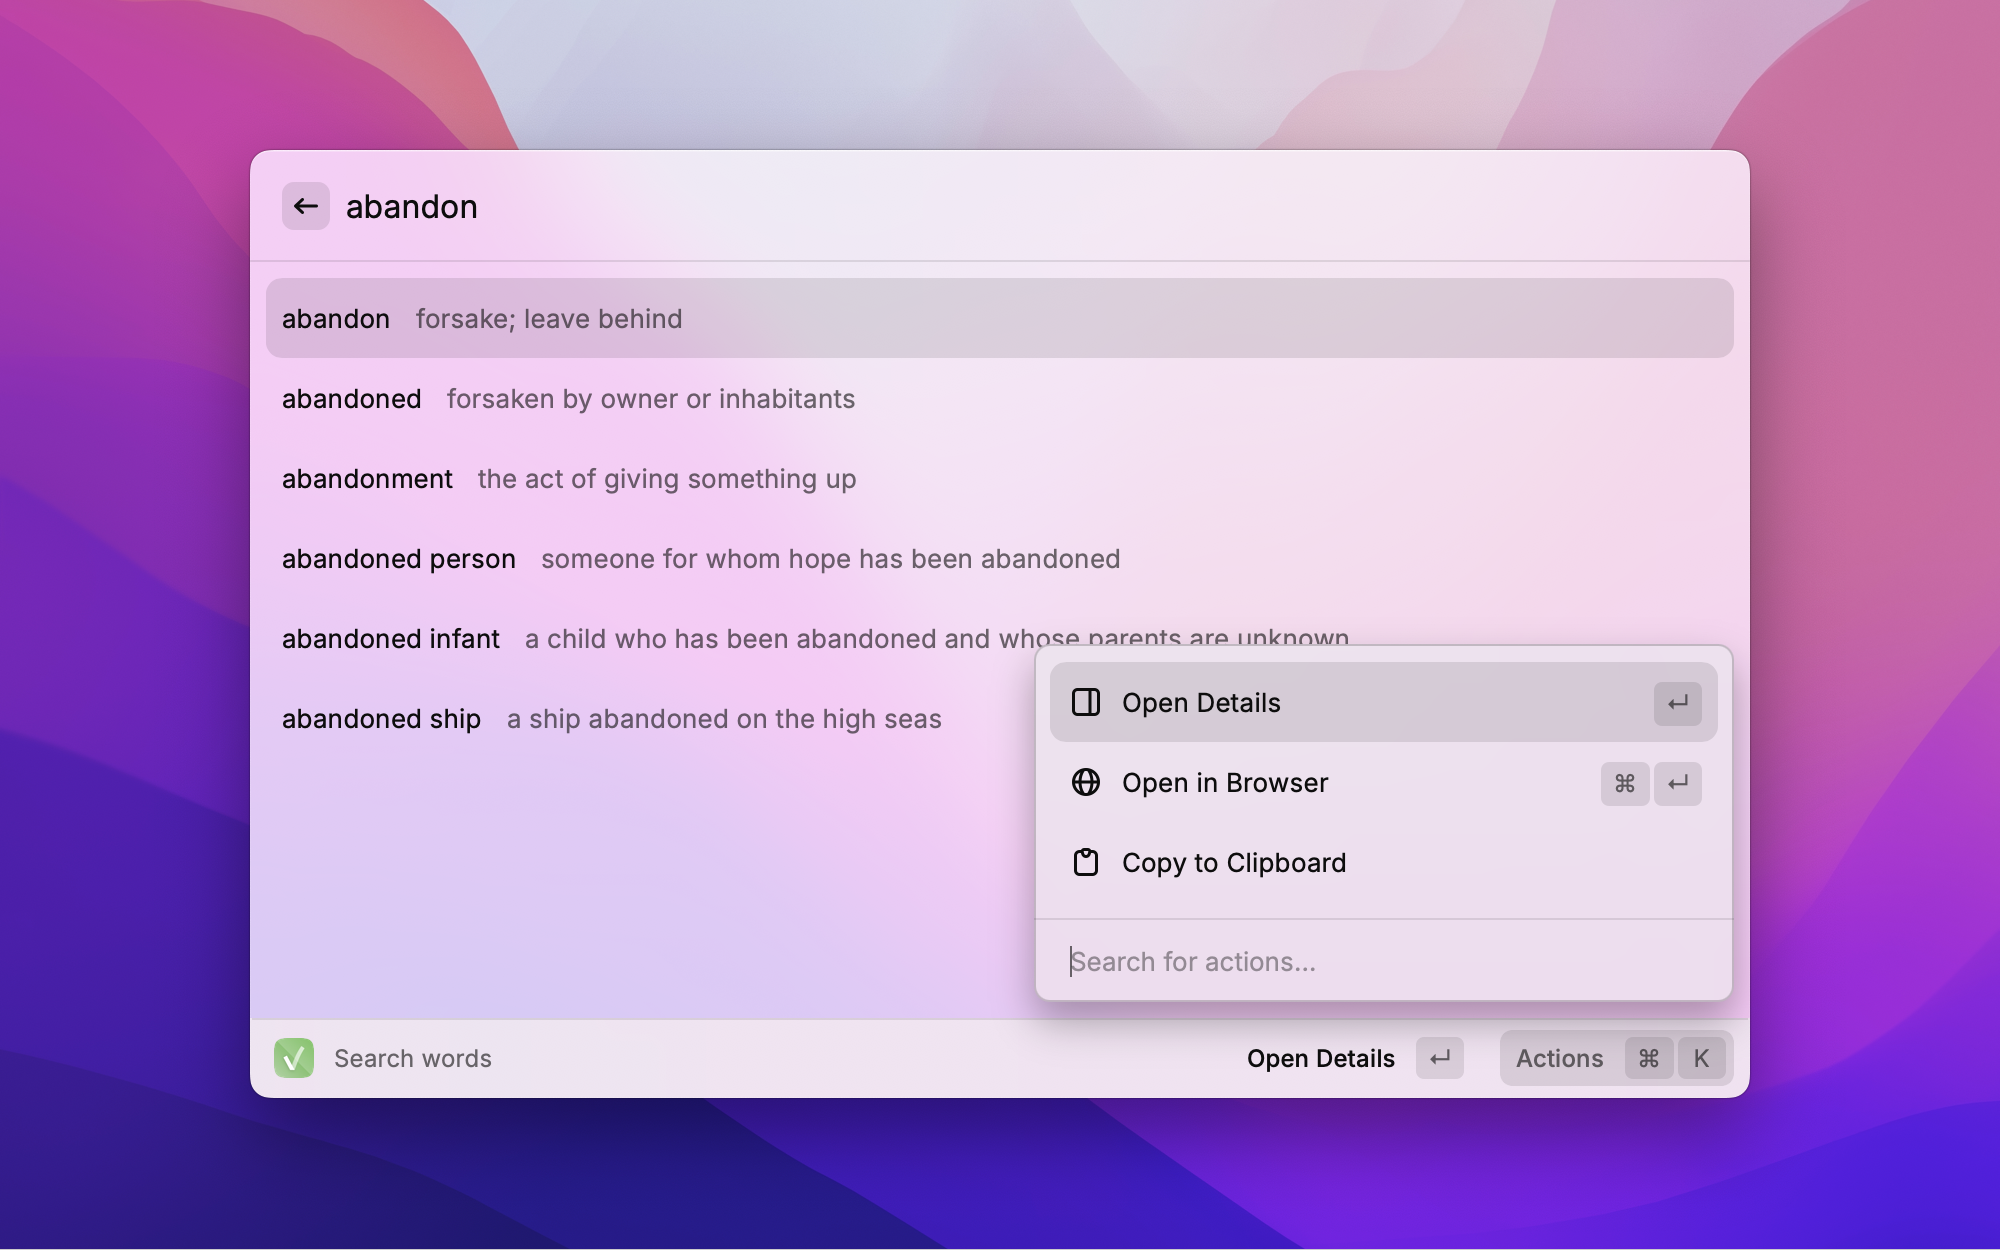 abandon
abandon forsake; leave behind
abandoned forsaken by owner or inhabitants
abandonment the act of giving something up
abandoned person someone for whom hope has been abandoned
abandoned infant a child who has been abandoned and whose parents are unknown
abandoned ship a ship abandoned on the high seas
Open Details ↵
Open in Browser ⌘ ↵
Copy to Clipboard
Search for actions...
Search words Open Details ↵ Actions ⌘ K